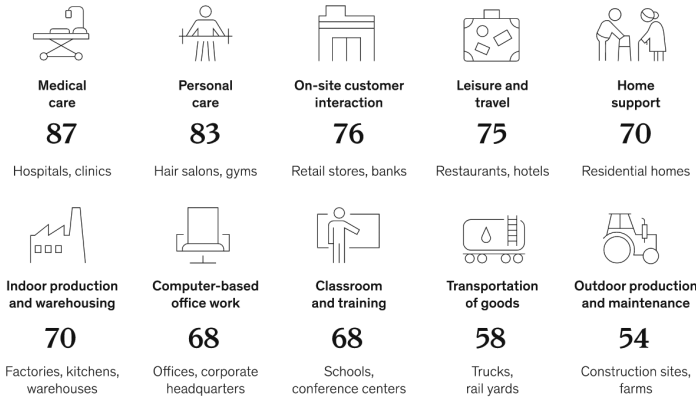 Medical
care
87
Hospitals, clinics
Personal
care
83
Hair salons, gyms
On-site customer
interaction
76
Retail stores, banks
Leisure and
travel
75
Restaurants, hotels
Home
support
70
Residential homes
Indoor production
and warehousing
70
Factories, kitchens,
warehouses
Computer-based
office work
68
Offices, corporate
headquarters
Classroom
and training
68
Schools,
conference centers
Transportation
of goods
58
Trucks,
rail yards
Outdoor production
and maintenance
54
Construction sites,
farms